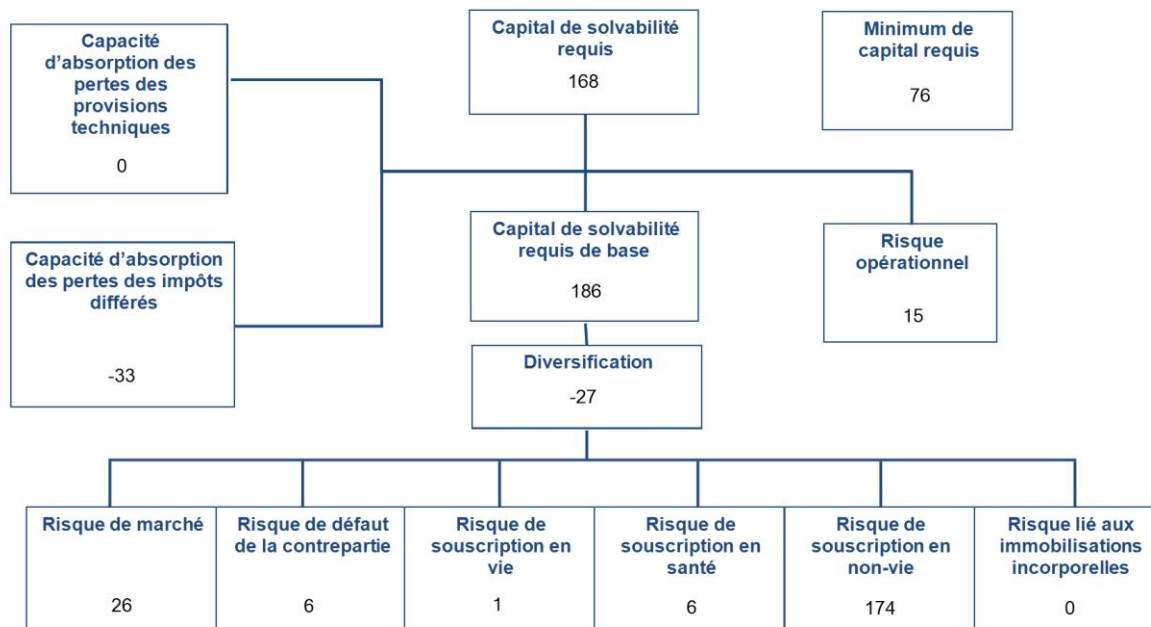 Capacité
d'absorption des
pertes des
provisions
techniques
0
Capital de solvabilité
requis
168
Minimum de
capital requis
76
Capacité d'absorption
des pertes des impôts
différés
-33
Capital de solvabilité
requis de base
186
Risque
opérationnel
15
Diversification
-27
Risque de marché
26
Risque de défaut
de la contrepartie
6
Risque de
souscription en
vie
1
Risque de
souscription en
santé
6
Risque de
souscription en
non-vie
174
Risque lié aux
immobilisations
incorporelles
0